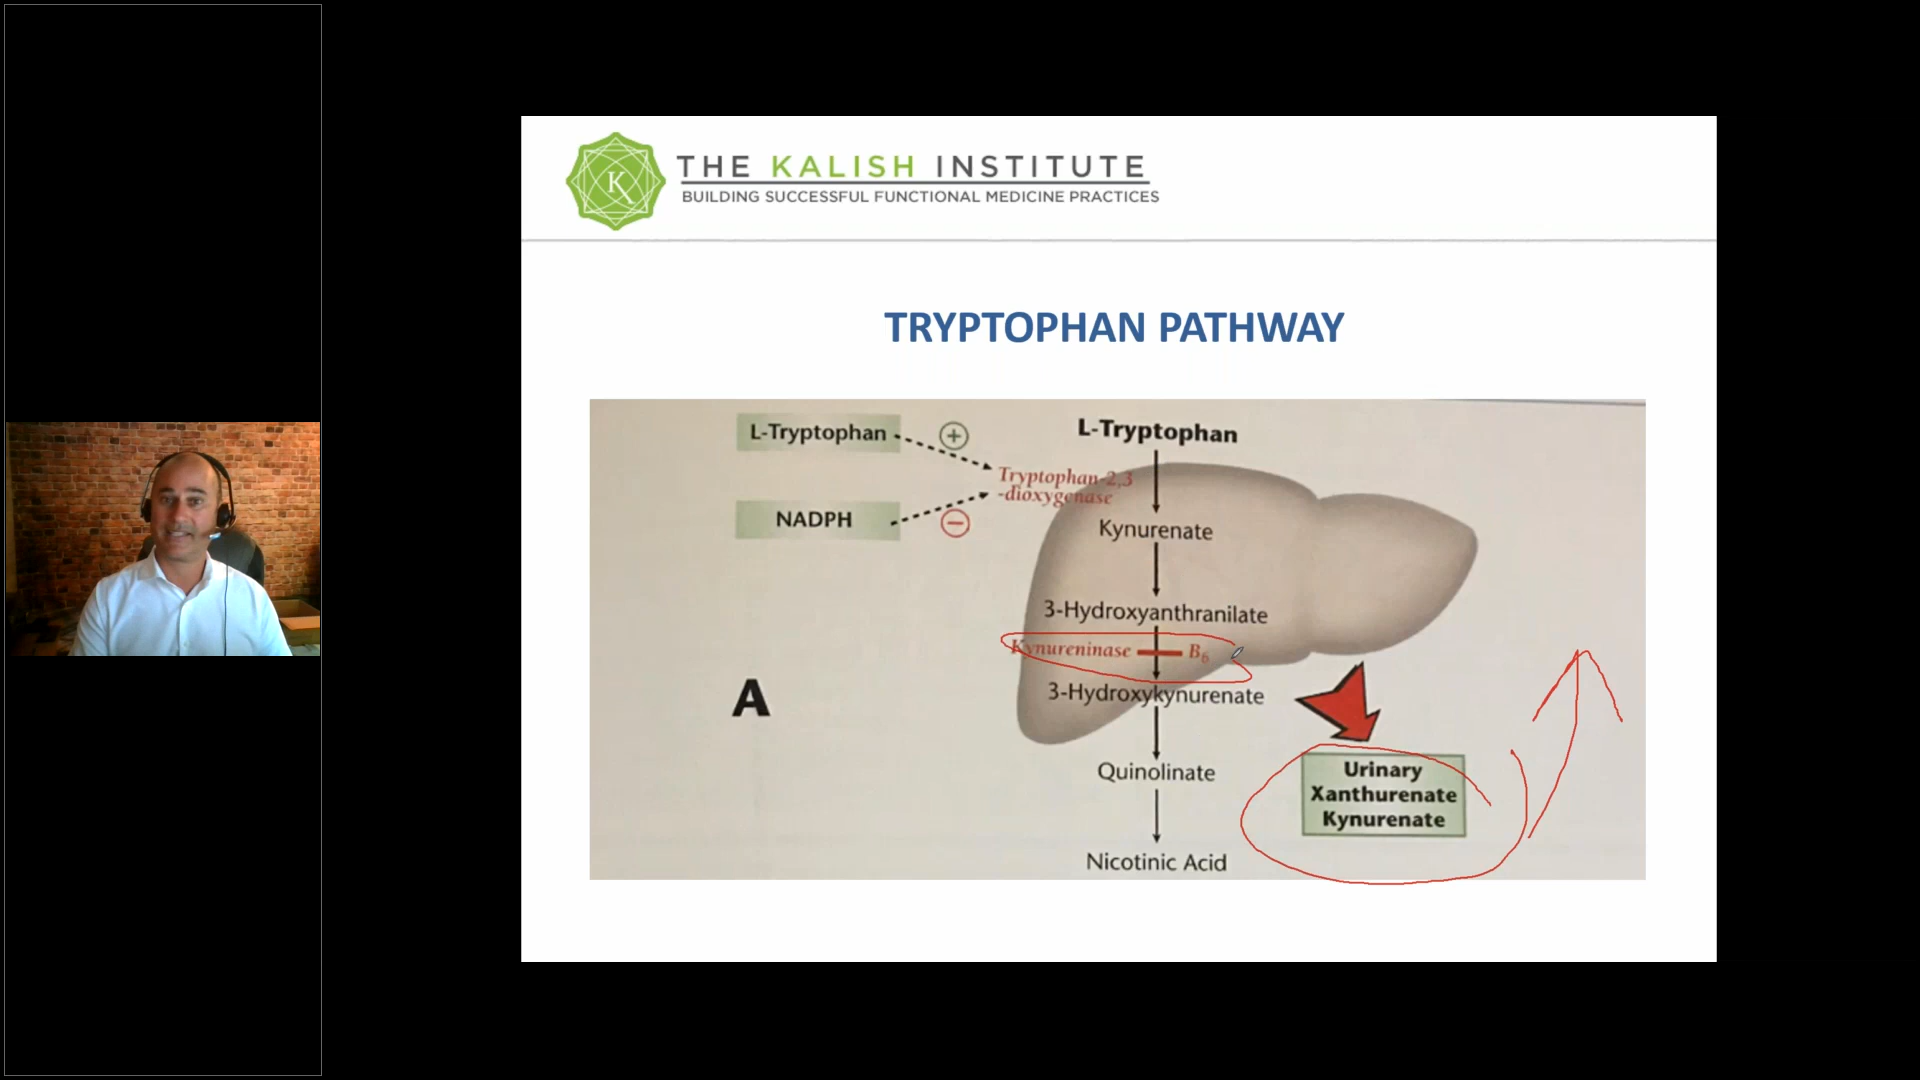 K
THE KALISH INSTITUTE
BUILDING SUCCESSFUL FUNCTIONAL MEDICINE PRACTICES
TRYPTOPHAN PATHWAY
L-Tryptophan
+
L-Tryptophan
Tryptophan-2,3
-dioxygenase
NADPH
−
Kynurenate
3-Hydroxyanthranilate
Kynureninase
B6
A
3-Hydroxykynurenate
Quinolinate
Urinary
Xanthurenate
Kynurenate
Nicotinic Acid